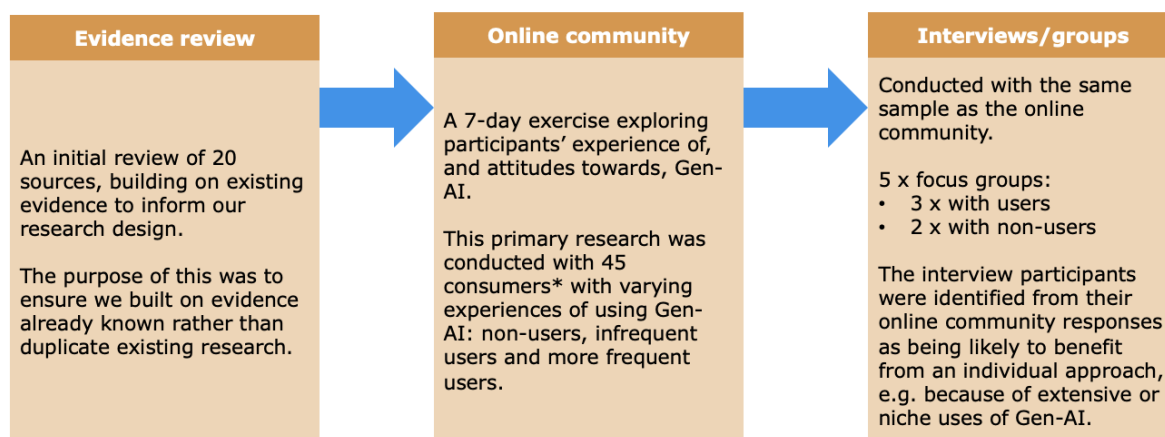 Evidence review
An initial review of 20
sources, building on existing
evidence to inform our
research design.
The purpose of this was to
ensure we built on evidence
already known rather than
duplicate existing research.
Online community
A 7-day exercise exploring
participants’ experience of,
and attitudes towards, Gen-
AI.
This primary research was
conducted with 45
consumers* with varying
experiences of using Gen-
AI: non-users, infrequent
users and more frequent
users.
Interviews/groups
Conducted with the same
sample as the online
community.
5 x focus groups:
• 3 x with users
• 2 x with non-users
The interview participants
were identified from their
online community responses
as being likely to benefit
from an individual approach,
e.g. because of extensive or
niche uses of Gen-AI.